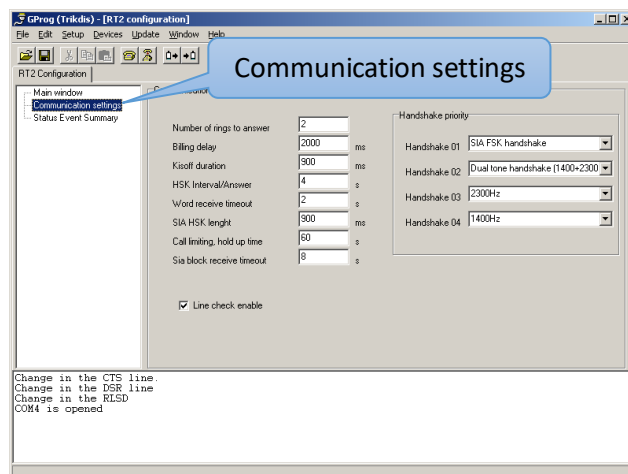 GProg (Trikdis) - [RT2 configuration]
File Edit Setup Devices Update Window Help
RT2 Configuration
Communication settings
Main window
Communication settings
Status Event Summary
Number of rings to answer 2
Billing delay 2000 ms
Kisoff duration 900 ms
HSK Interval/Answer 4 s
Word receive timeout 2 s
SIA HSK lenght 900 ms
Call limiting, hold up time 60 s
Sia block receive timeout 8 s
Line check enable
Handshake priority
Handshake 01 SIA FSK handshake
Handshake 02 Dual tone handshake (1400+2300
Handshake 03 2300Hz
Handshake 04 1400Hz
Change in the CTS line.
Change in the DSR line
Change in the RLSD
COM4 is opened